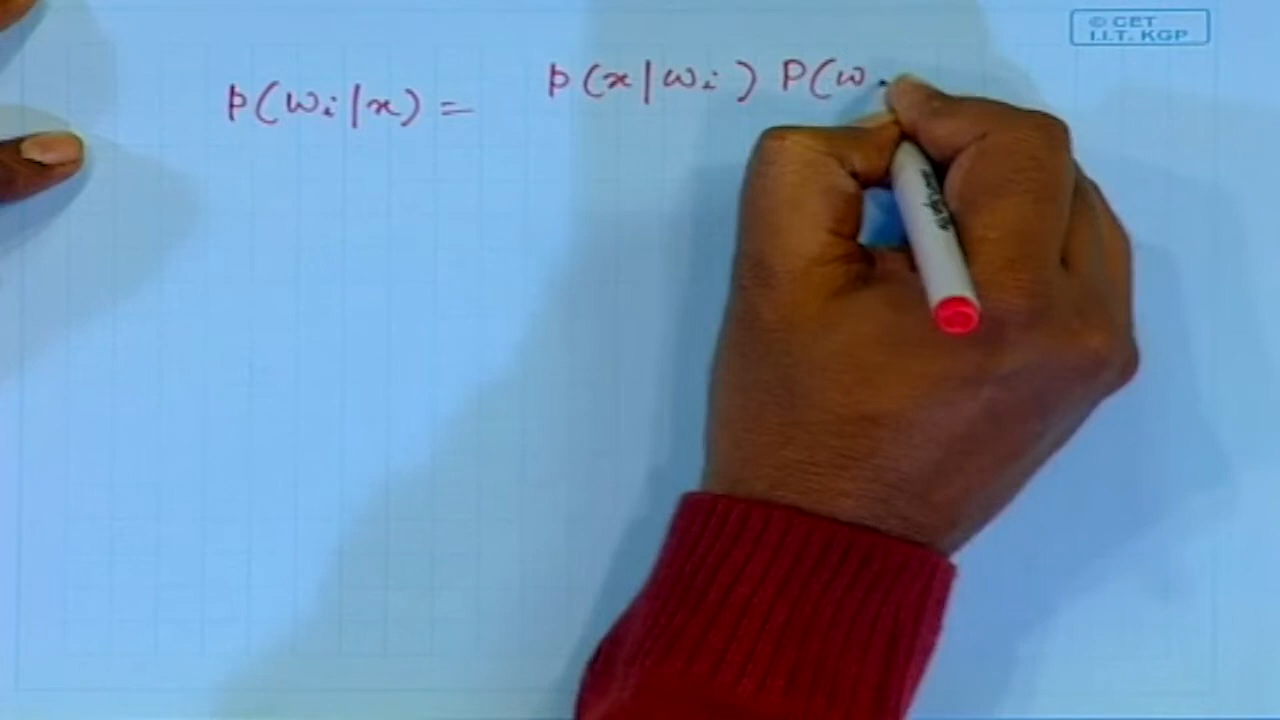 © CET
I.I.T. KGP
p(ωi|x) = p(x|ωi) P(ω